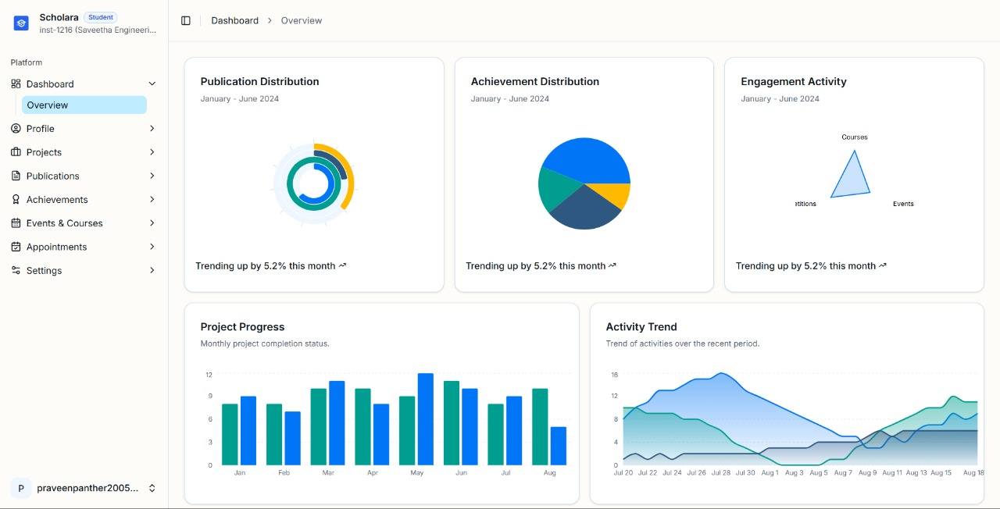 Scholara Student
inst-1216 (Saveetha Engineeri...
Platform
Dashboard
Overview
Profile
Projects
Publications
Achievements
Events & Courses
Appointments
Settings
P praveenpanther2005...
Dashboard > Overview
Publication Distribution
January - June 2024
Trending up by 5.2% this month
Achievement Distribution
January - June 2024
Trending up by 5.2% this month
Engagement Activity
January - June 2024
Courses
etitions
Events
Trending up by 5.2% this month
Project Progress
Monthly project completion status.
12
9
6
3
0
Jan Feb Mar Apr May Jun Jul Aug
Activity Trend
Trend of activities over the recent period.
16
12
8
4
0
Jul 20 Jul 22 Jul 24 Jul 26 Jul 28 Jul 30 Aug 1 Aug 3 Aug 5 Aug 7 Aug 9 Aug 11 Aug 13 Aug 15 Aug 18